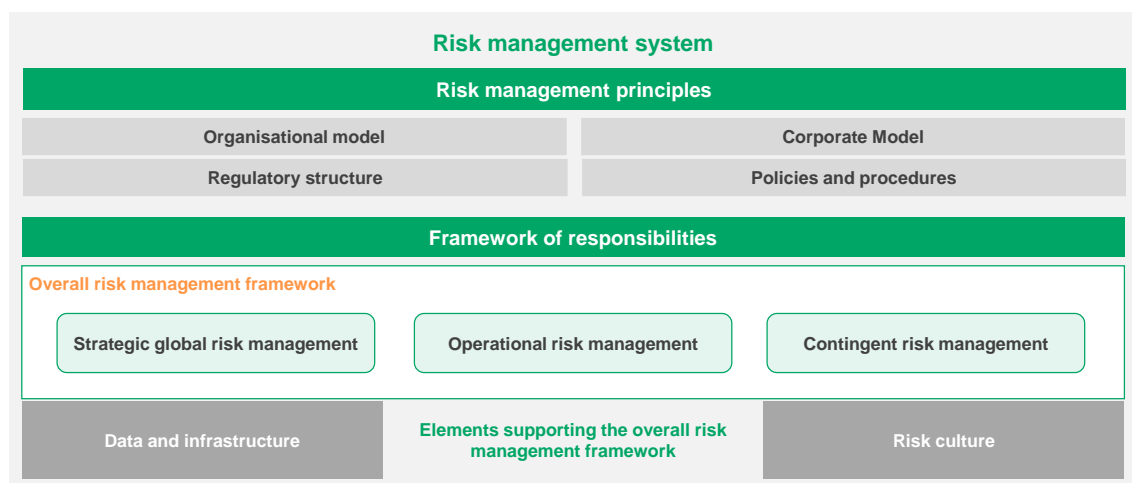 Risk management system
Risk management principles
Organisational model
Corporate Model
Regulatory structure
Policies and procedures
Framework of responsibilities
Overall risk management framework
Strategic global risk management
Operational risk management
Contingent risk management
Data and infrastructure
Elements supporting the overall risk
management framework
Risk culture